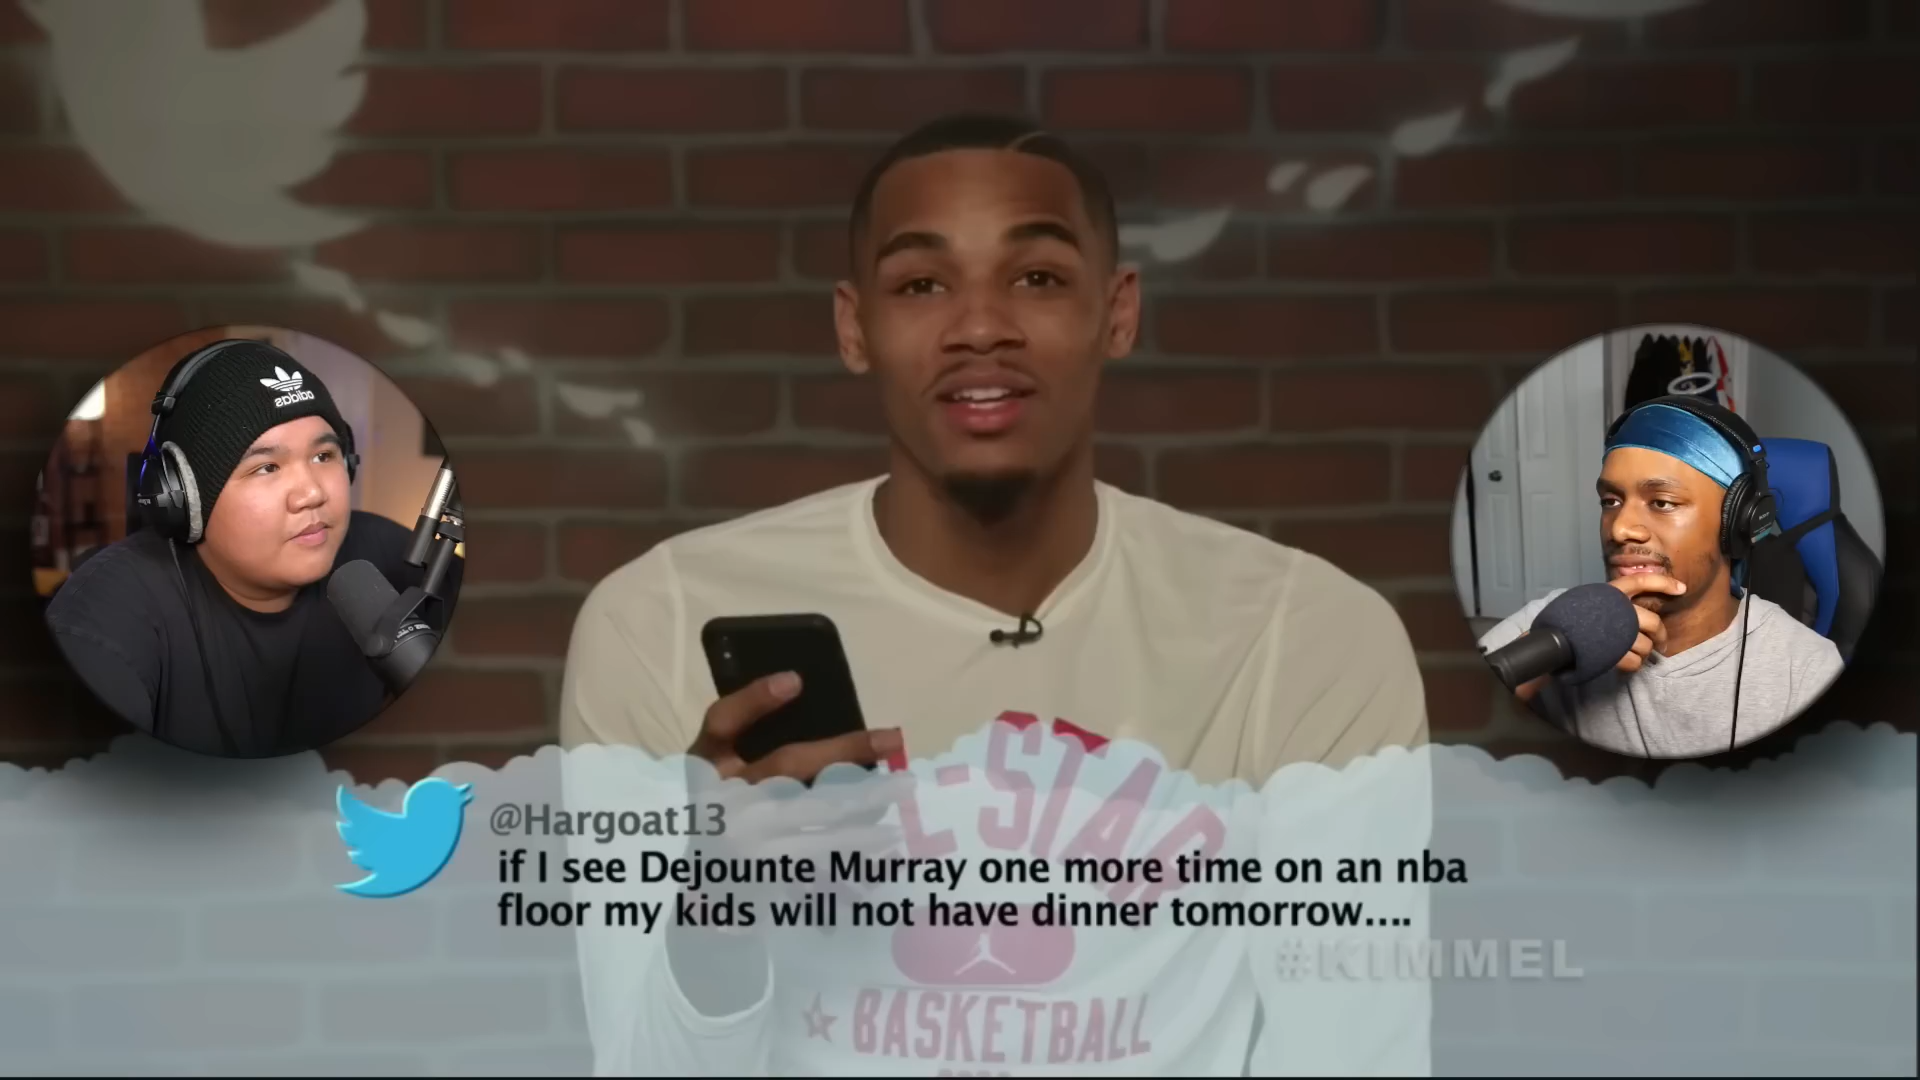 adidas
@Hargoat13
if I see Dejounte Murray one more time on an nba
floor my kids will not have dinner tomorrow....
#KIMMEL
L-STAR
BASKETBALL